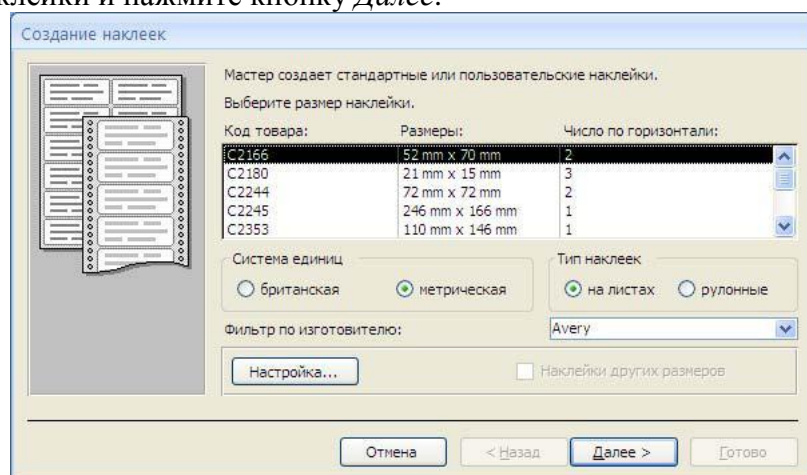 клейки и нажмите кнопку Далее.
Создание наклеек
Мастер создает стандартные или пользовательские наклейки.
Выберите размер наклейки.
Код товара: Размеры: Число по горизонтали:
C2166 52 mm x 70 mm 2
C2180 21 mm x 15 mm 3
C2244 72 mm x 72 mm 2
C2245 246 mm x 166 mm 1
C2353 110 mm x 146 mm 1
Система единиц Тип наклеек
британская метрическая на листах рулонные
Фильтр по изготовителю: Avery
Настройка... Наклейки других размеров
Отмена < Назад Далее > Готово